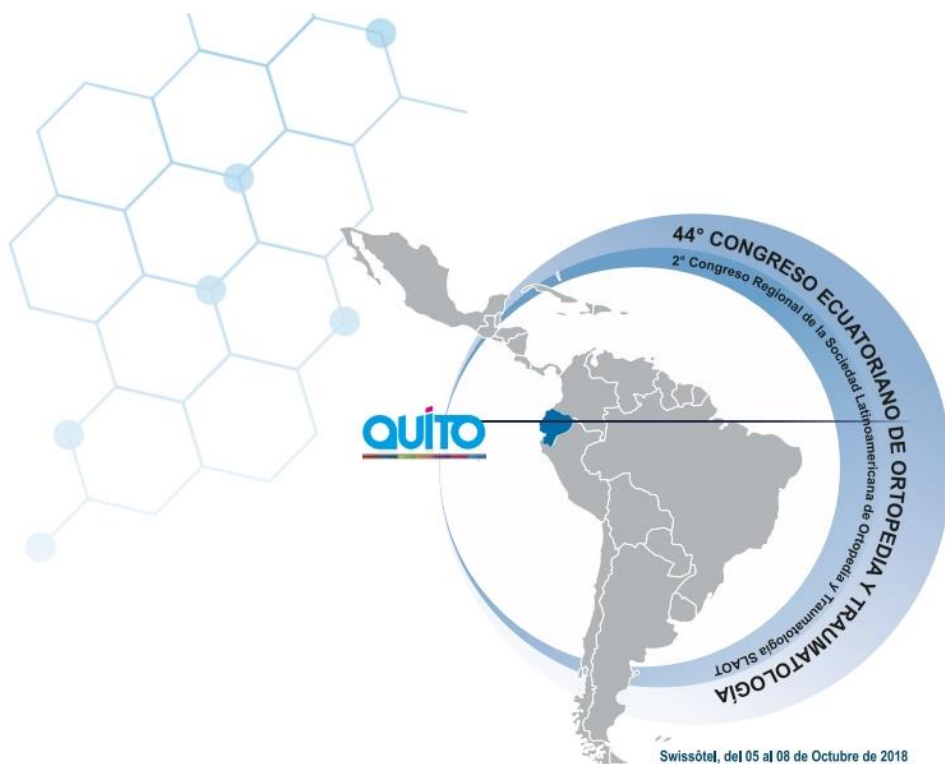 44° CONGRESO ECUATORIANO DE ORTOPEDIA Y TRAUMATOLOGÍA
2° Congreso Regional de la Sociedad Latinoamericana de Ortopedia y Traumatología SLAOT
QUÍTO
Swissôtel, del 05 al 08 de Octubre de 2018